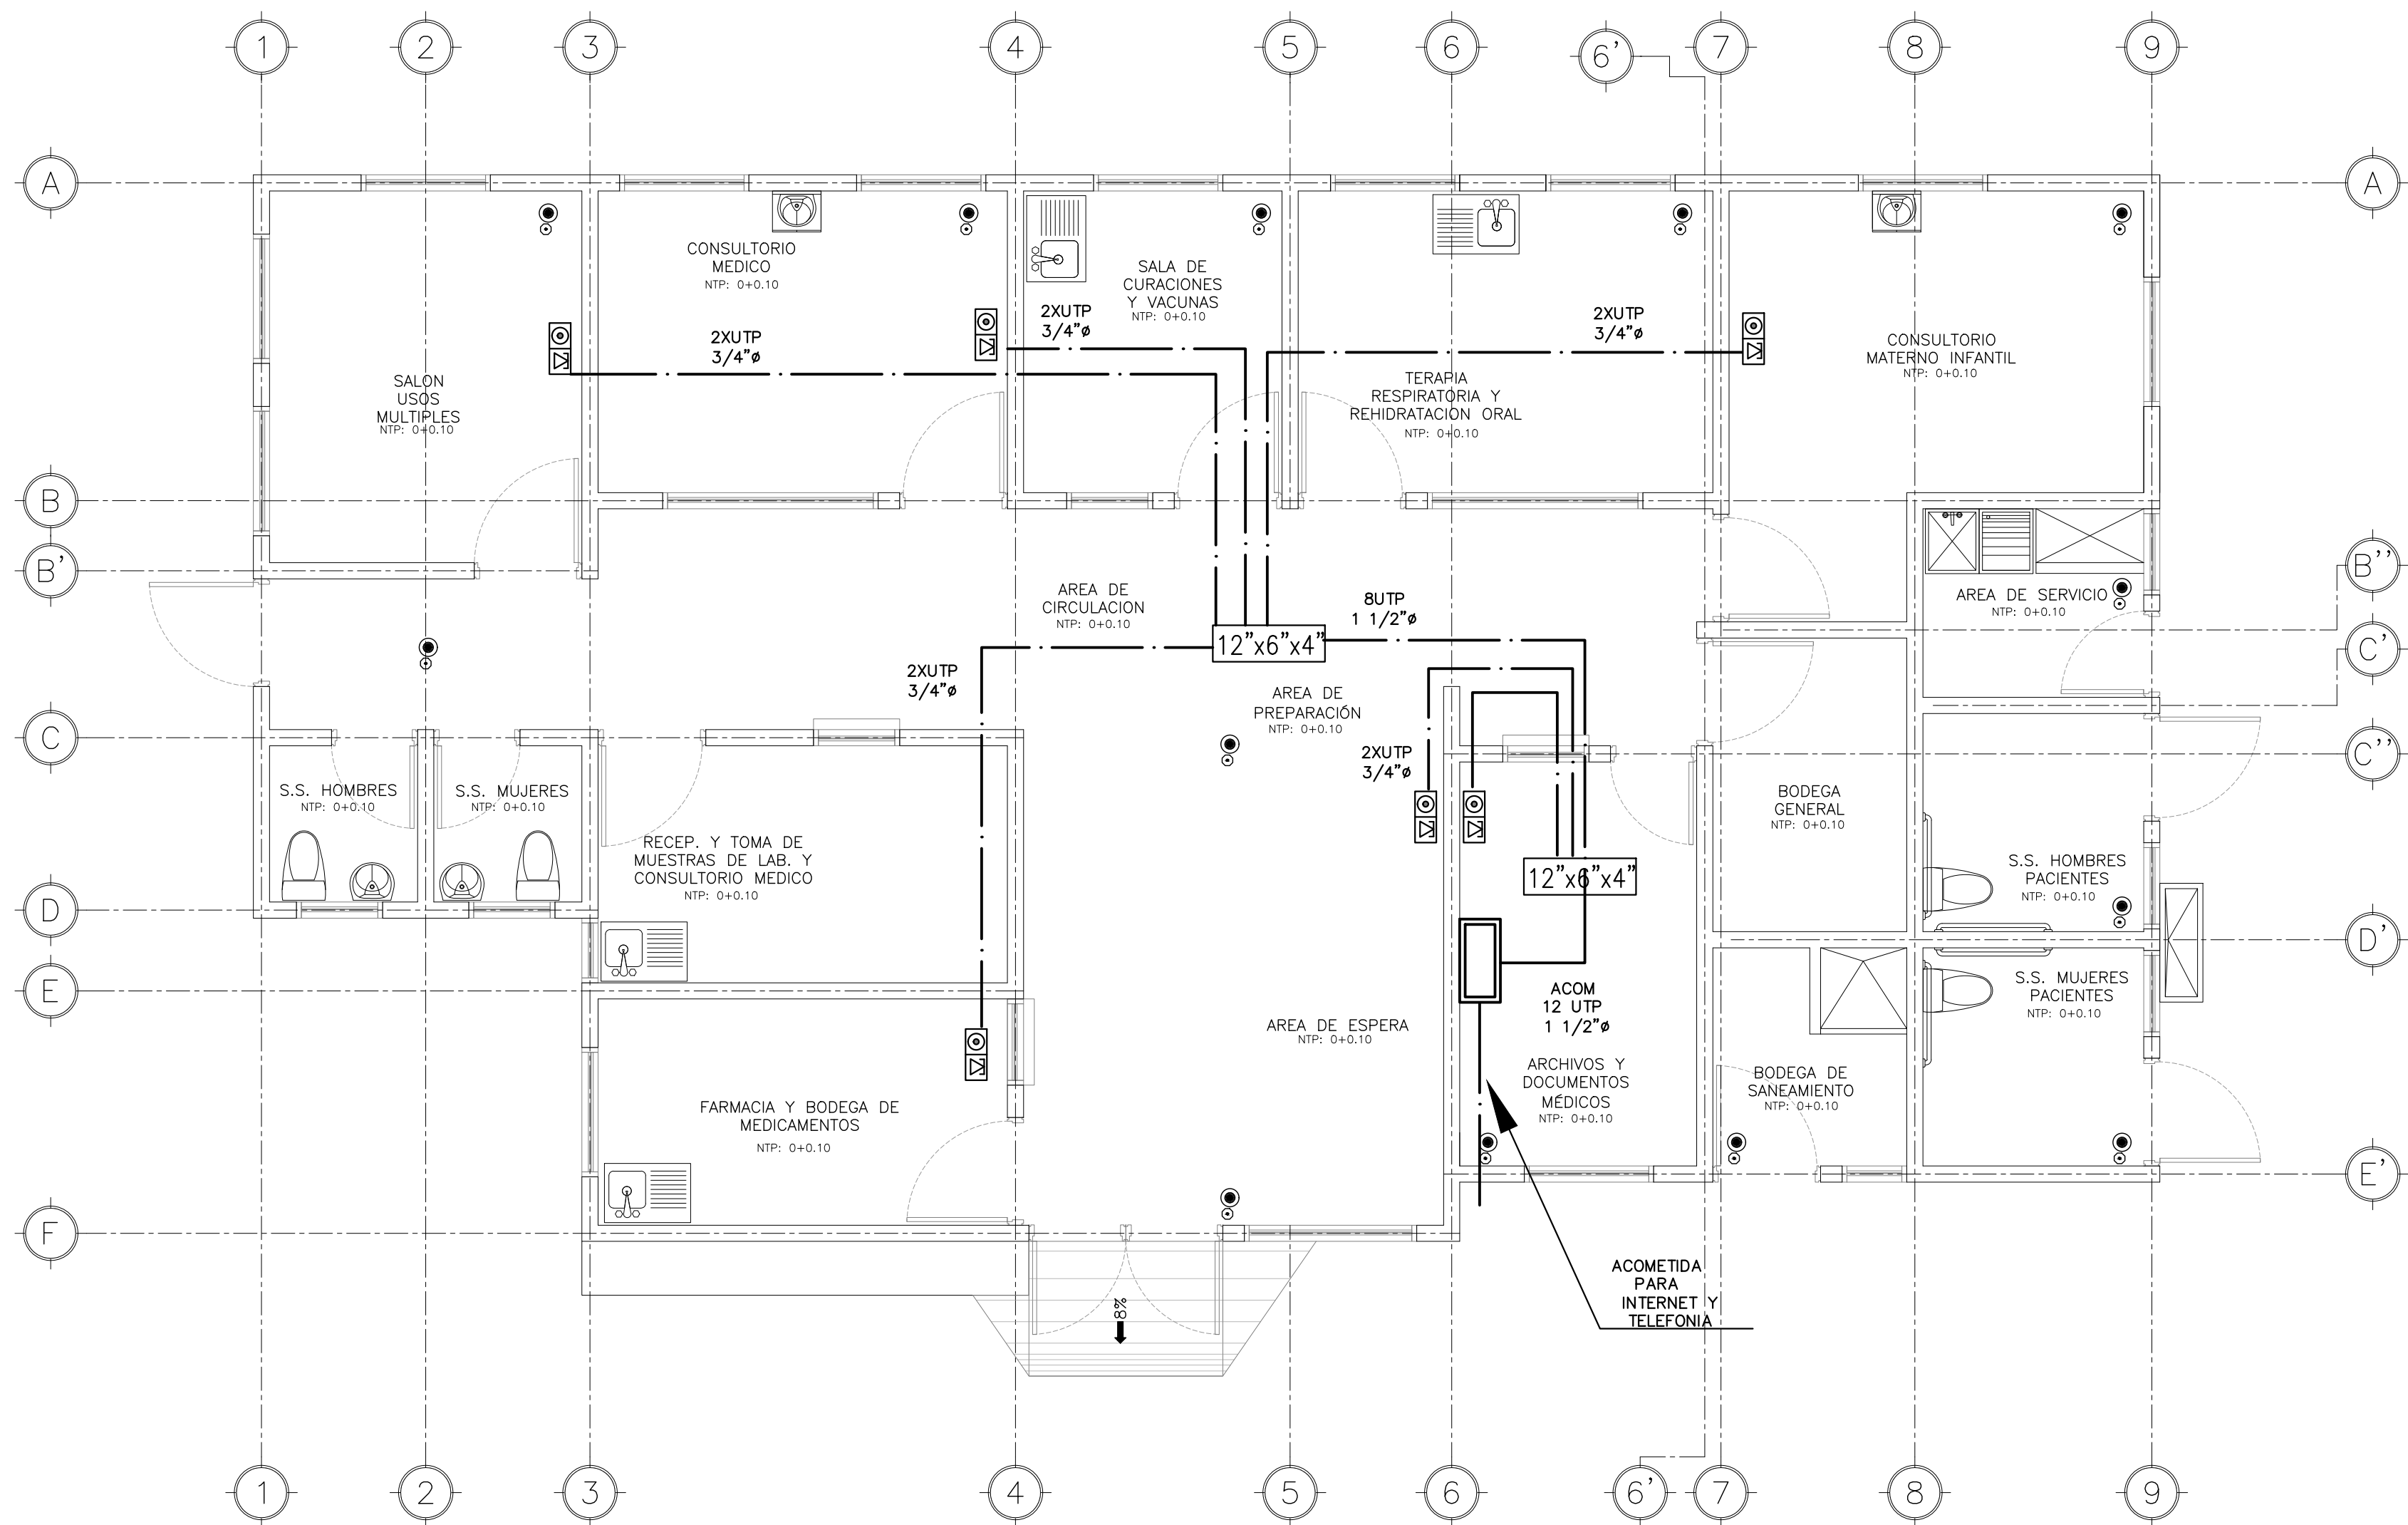 1 2 3 4 5 6 6' 7 8 9
A A
CONSULTORIO
MEDICO
NTP: 0+0.10
SALA DE
CURACIONES
Y VACUNAS
NTP: 0+0.10
2XUTP
3/4"ø
2XUTP
3/4"ø
2XUTP
3/4"ø
CONSULTORIO
MATERNO INFANTIL
NTP: 0+0.10
SALON
USOS
MULTIPLES
NTP: 0+0.10
TERAPIA
RESPIRATORIA Y
REHIDRATACION ORAL
NTP: 0+0.10
B
B'
B''
AREA DE
CIRCULACION
NTP: 0+0.10
8UTP
1 1/2"ø
AREA DE SERVICIO
NTP: 0+0.10
12"x6"x4"
C'
2XUTP
3/4"ø
AREA DE
PREPARACIÓN
NTP: 0+0.10
C
C''
2XUTP
3/4"ø
S.S. HOMBRES
NTP: 0+0.10
S.S. MUJERES
NTP: 0+0.10
BODEGA
GENERAL
NTP: 0+0.10
RECEP. Y TOMA DE
MUESTRAS DE LAB. Y
CONSULTORIO MEDICO
NTP: 0+0.10
12"x6"x4"
S.S. HOMBRES
PACIENTES
NTP: 0+0.10
D
D'
E
ACOM
12 UTP
1 1/2"ø
S.S. MUJERES
PACIENTES
NTP: 0+0.10
AREA DE ESPERA
NTP: 0+0.10
ARCHIVOS Y
DOCUMENTOS
MÉDICOS
NTP: 0+0.10
BODEGA DE
SANEAMIENTO
NTP: 0+0.10
FARMACIA Y BODEGA DE
MEDICAMENTOS
NTP: 0+0.10
E'
F
ACOMETIDA
PARA
INTERNET Y
TELEFONIA
8%
1 2 3 4 5 6 6' 7 8 9